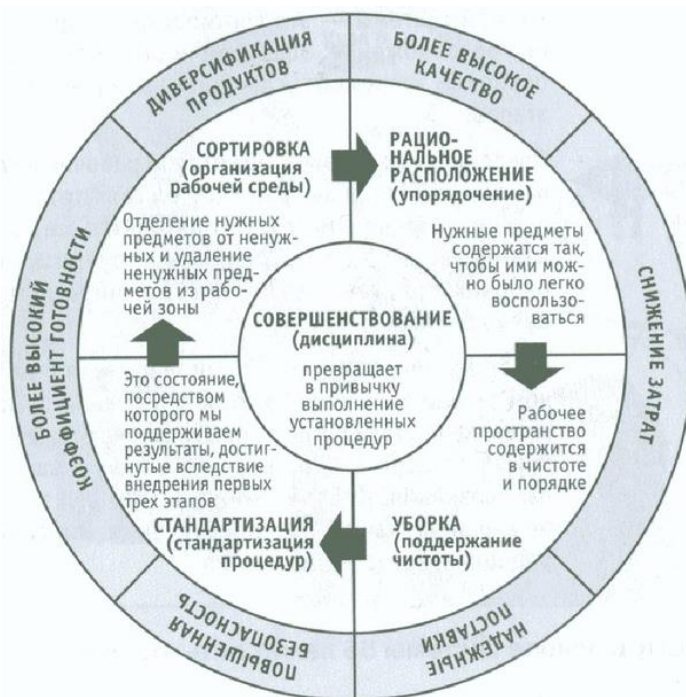 ДИВЕРСИФИКАЦИЯ
ПРОДУКТОВ
БОЛЕЕ ВЫСОКОЕ
КАЧЕСТВО
СНИЖЕНИЕ ЗАТРАТ
НАДЕЖНЫЕ
ПОСТАВКИ
ПОВЫШЕННАЯ
БЕЗОПАСНОСТЬ
БОЛЕЕ ВЫСОКИЙ
КОЭФФИЦИЕНТ ГОТОВНОСТИ
СОРТИРОВКА
(организация
рабочей среды)
Отделение нужных
предметов от ненуж-
ных и удаление
ненужных пред-
метов из рабо-
чей зоны
РАЦИО-
НАЛЬНОЕ
РАСПОЛОЖЕНИЕ
(упорядочение)
Нужные предметы
содержатся так,
чтобы ими мож-
но было легко
воспользо-
ваться
СОВЕРШЕНСТВОВАНИЕ
(дисциплина)
превращает
в привычку
выполнение
установленных
процедур
Рабочее
пространство
содержится
в чистоте
и порядке
УБОРКА
(поддержание
чистоты)
Это состояние,
посредством
которого мы
поддерживаем
результаты, достиг-
нутые вследствие
внедрения первых
трех этапов
СТАНДАРТИЗАЦИЯ
(стандартизация
процедур)